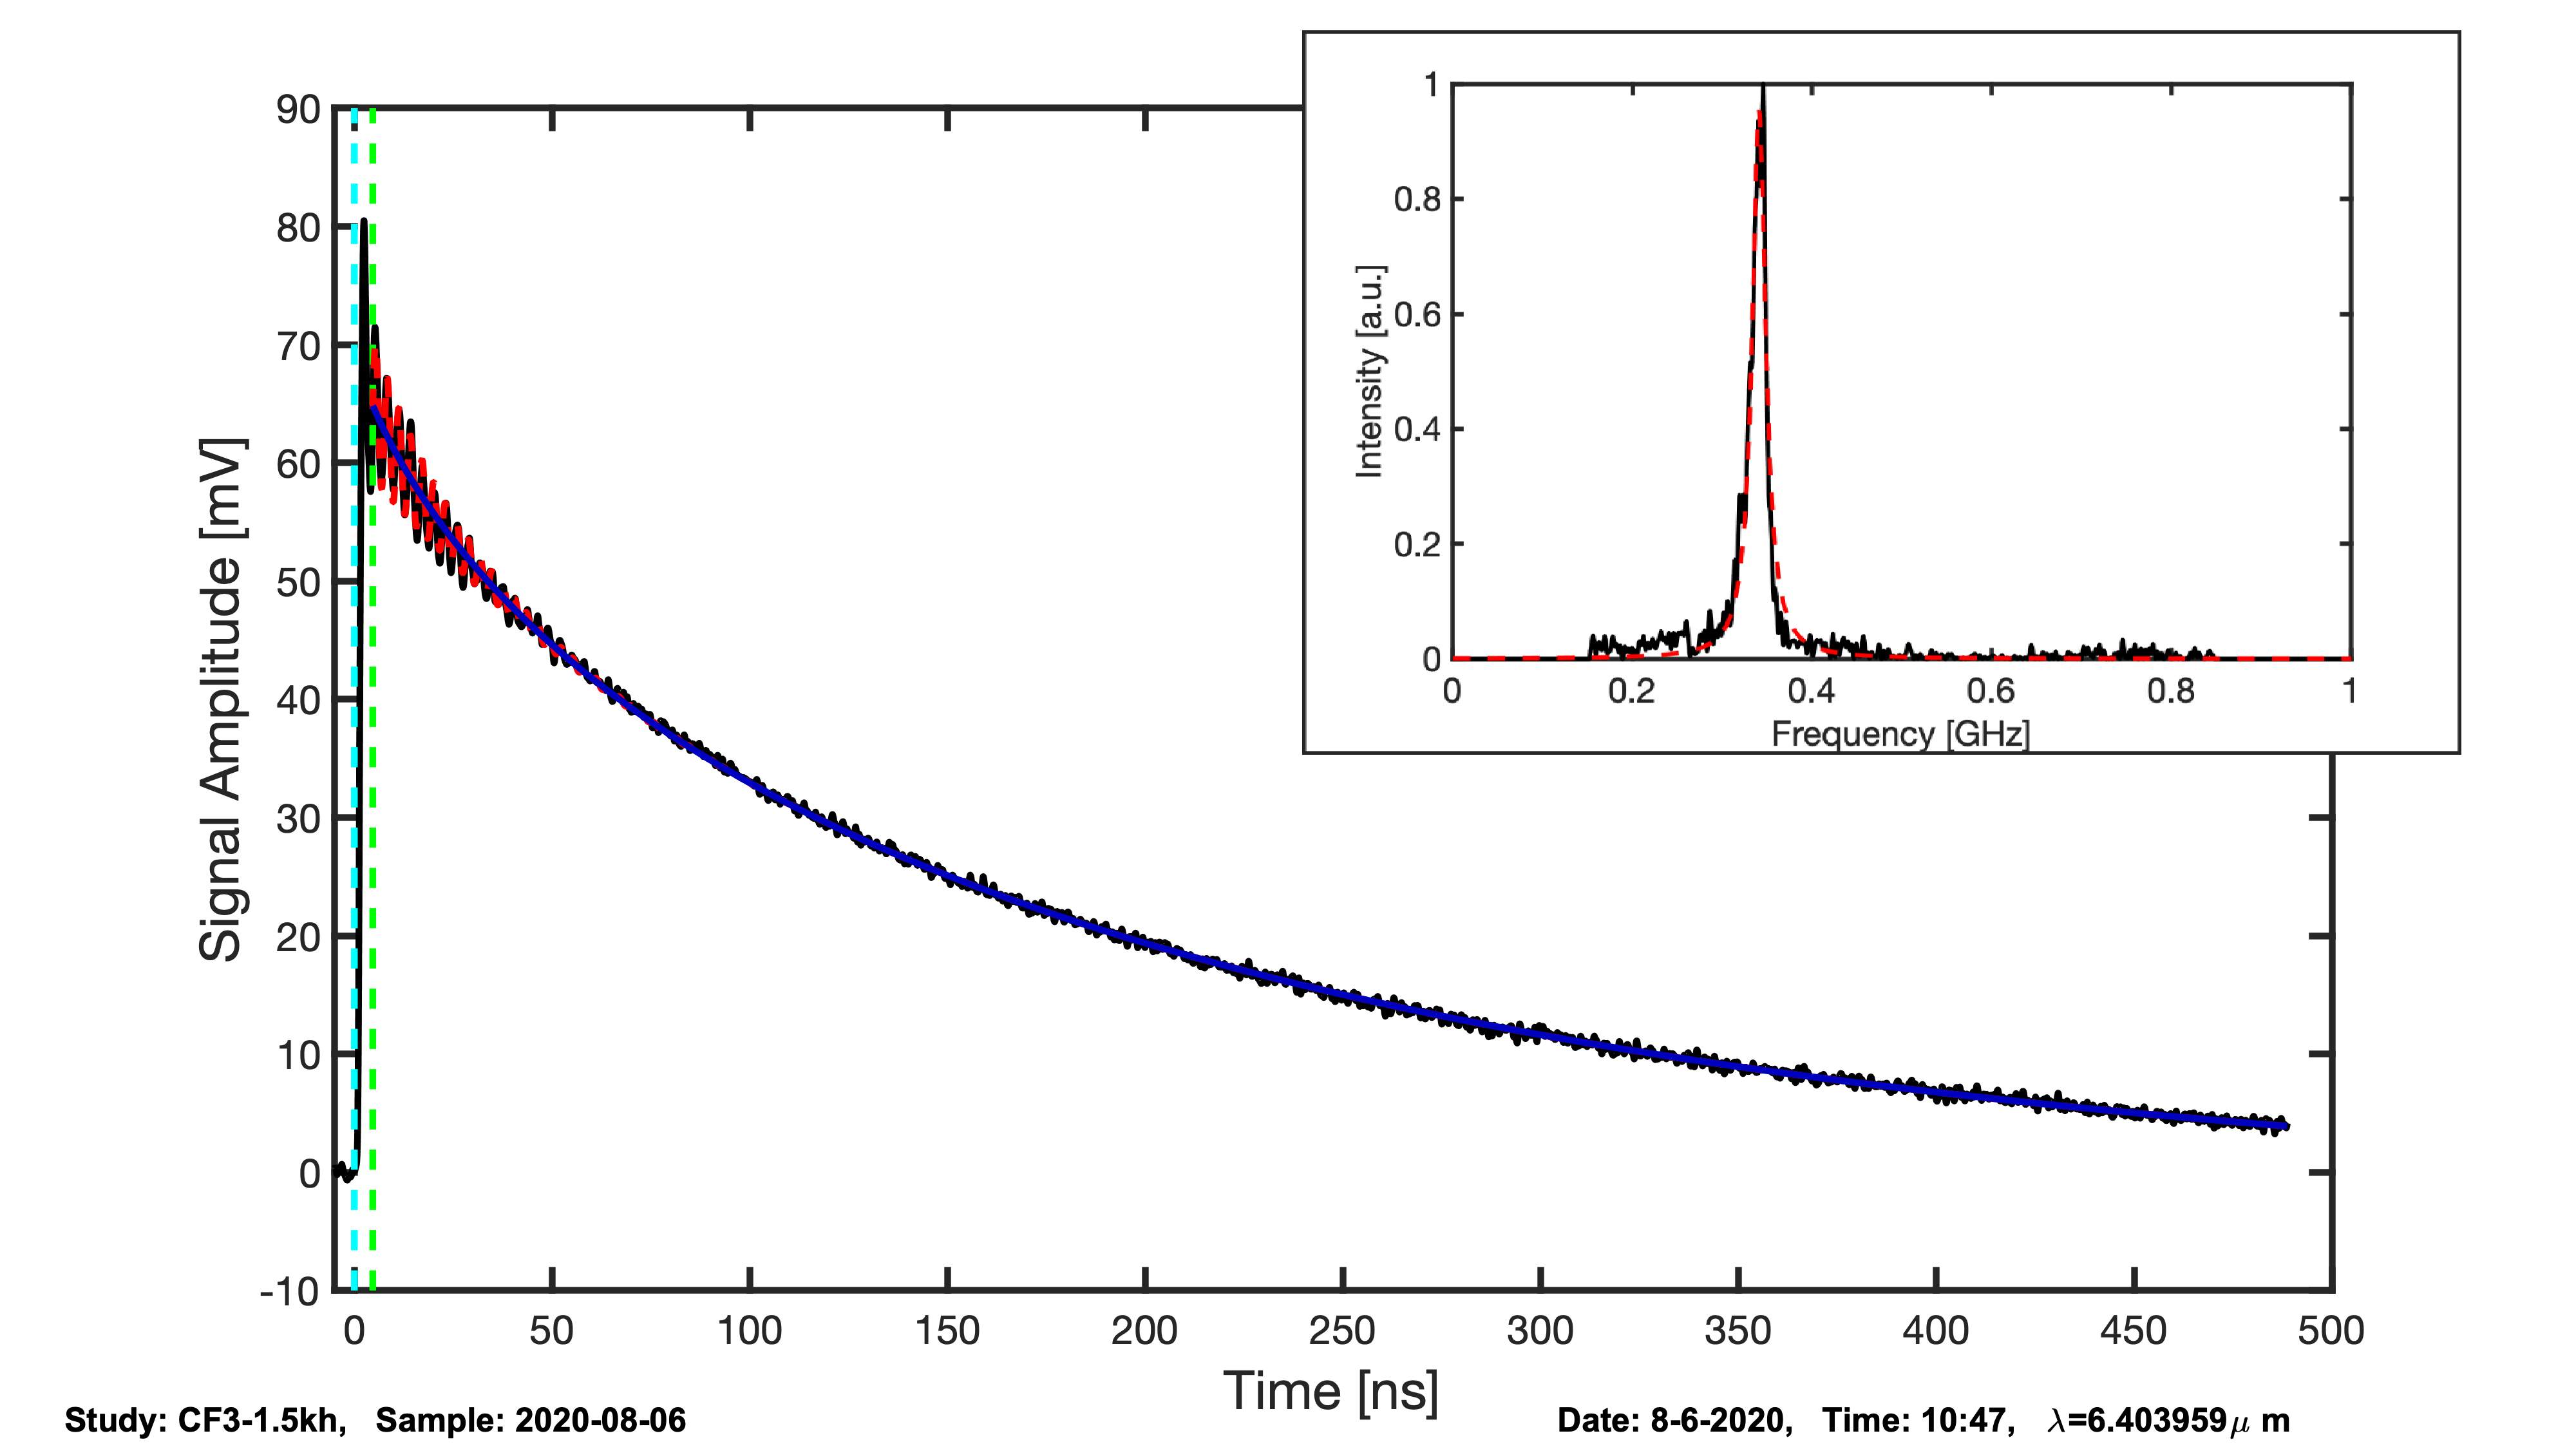 90
80
70
60
50
40
30
20
10
0
-10
Signal Amplitude [mV]
0 50 100 150 200 250 300 350 400 450 500
Time [ns]
1
0.8
0.6
0.4
0.2
0
Intensity [a.u.]
0 0.2 0.4 0.6 0.8 1
Frequency [GHz]
Study: CF3-1.5kh, Sample: 2020-08-06
Date: 8-6-2020, Time: 10:47, λ=6.403959μ m